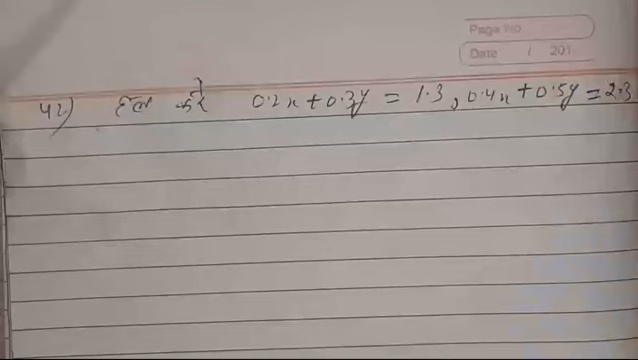 Page No
Date / 201
42) हल करें 0.2x + 0.3y = 1.3, 0.4x + 0.5y = 2.3